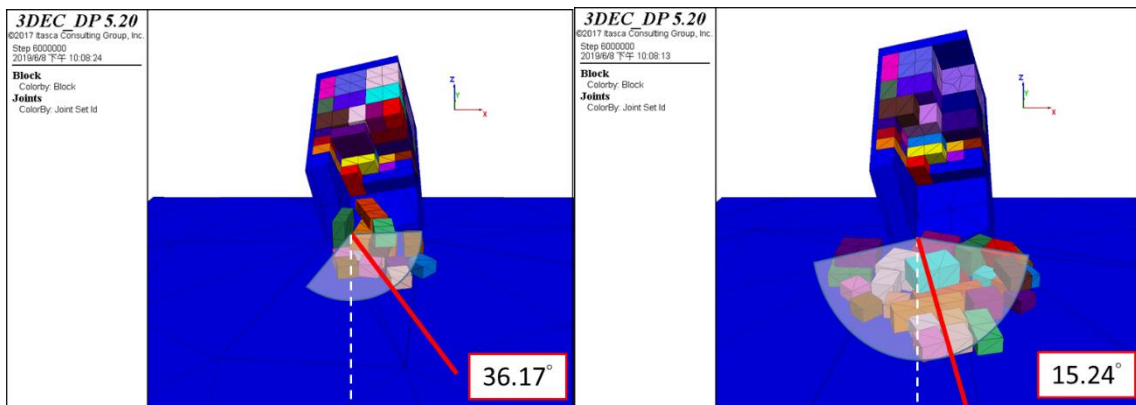 3DEC_DP 5.20
©2017 Itasca Consulting Group, Inc.
Step 6000000
2019/6/8 下午 10:08:24
Block
Colorby: Block
Joints
ColorBy: Joint Set Id
Z
Y
X
36.17°
3DEC_DP 5.20
©2017 Itasca Consulting Group, Inc.
Step 6000000
2019/6/8 下午 10:08:13
Block
Colorby: Block
Joints
ColorBy: Joint Set Id
Z
Y
X
15.24°